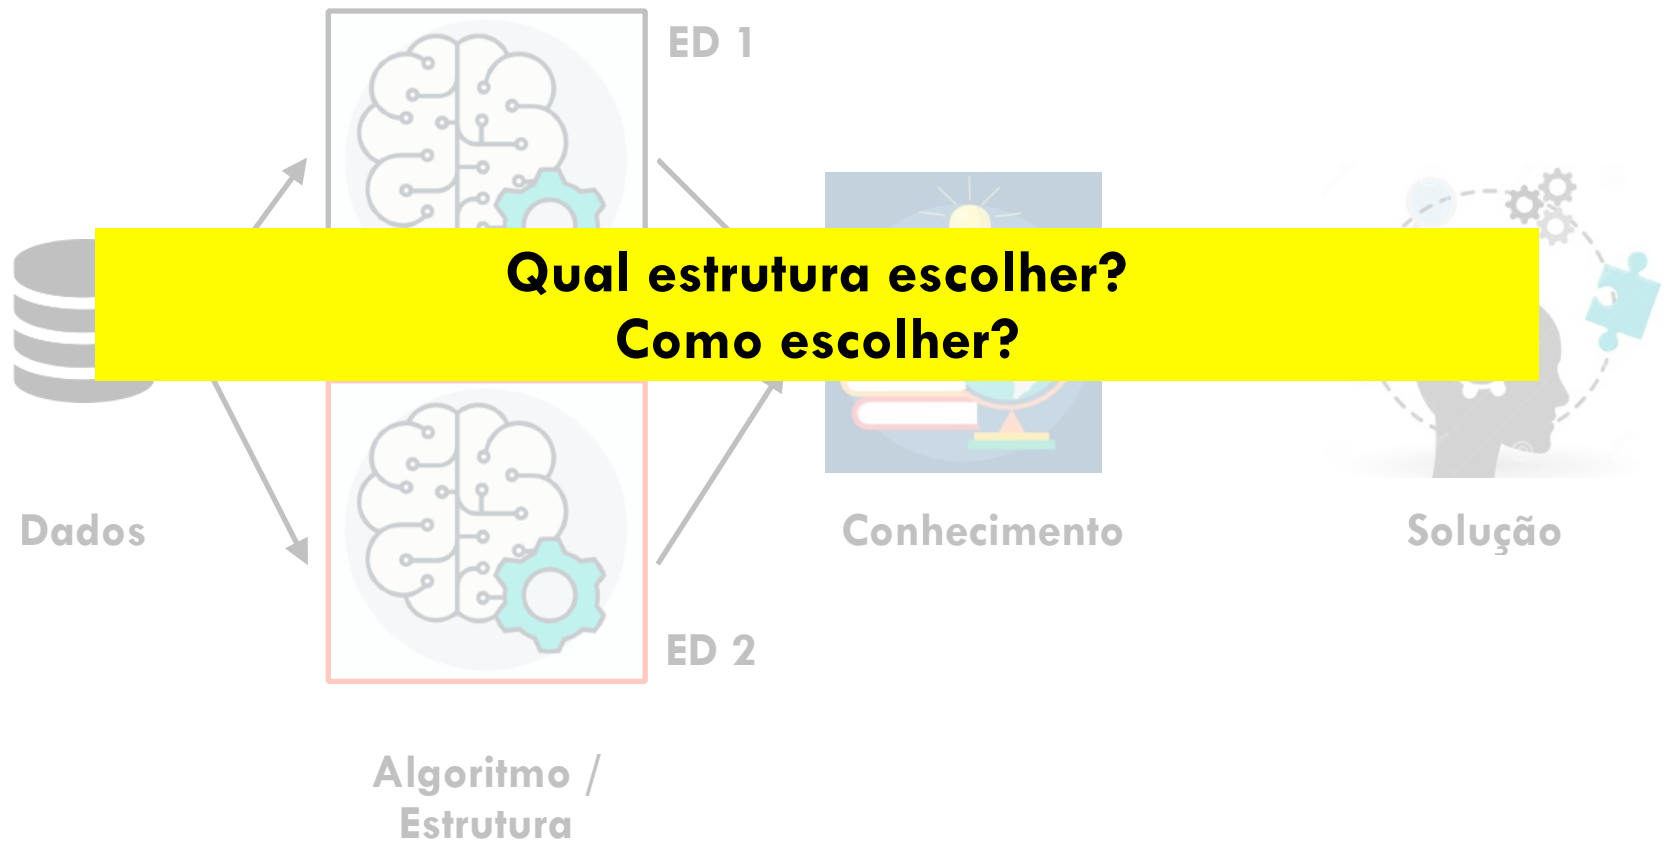 ED 1
Qual estrutura escolher?
Como escolher?
Dados
Conhecimento
Solução
ED 2
Algoritmo /
Estrutura